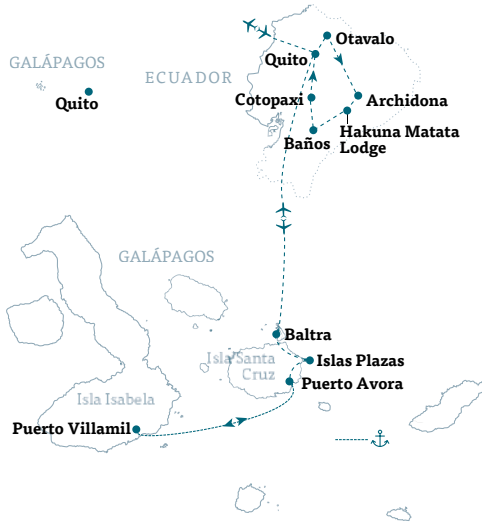 Otavalo
GALÁPAGOS
Quito
ECUADOR
Quito
Cotopaxi
Archidona
Hakuna Matata
Lodge
Baños
GALÁPAGOS
Baltra
Isla Santa
Cruz
Islas Plazas
Puerto Avora
Isla Isabela
Puerto Villamil